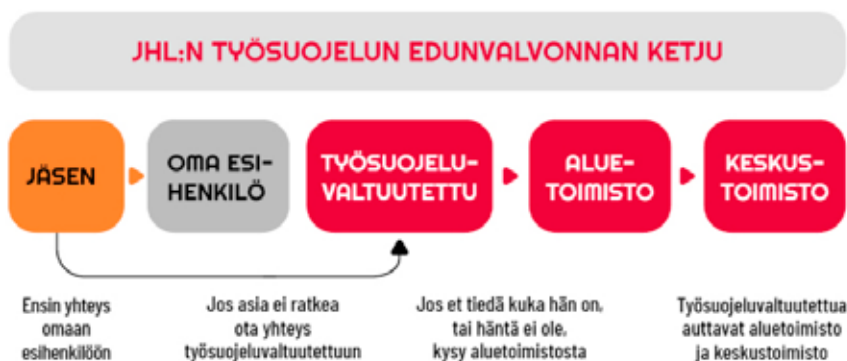 JHL:N TYÖSUOJELUN EDUNVALVONNAN KETJU
JÄSEN
OMA ESI-
HENKILÖ
TYÖSUOJELU-
VALTUUTETTU
ALUE-
TOIMISTO
KESKUS-
TOIMISTO
Ensin yhteys
omaan
esihenkilöön
Jos asia ei ratkea
ota yhteys
työsuojeluvaltuutettuun
Jos et tiedä kuka hän on,
tai häntä ei ole,
kysy aluetoimistosta
Työsuojeluvaltuutettua
auttavat aluetoimisto
ja keskustoimisto